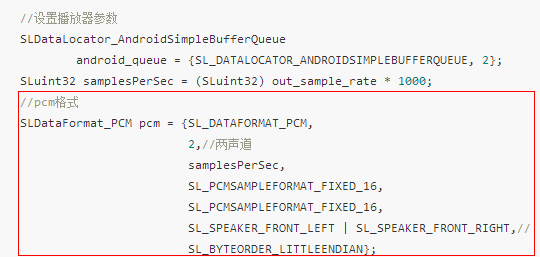 //设置播放器参数
SLDataLocator_AndroidSimpleBufferQueue
android_queue = {SL_DATALOCATOR_ANDROIDSIMPLEBUFFERQUEUE, 2};
SLuint32 samplesPerSec = (SLuint32) out_sample_rate * 1000;
//pcm格式
SLDataFormat_PCM pcm = {SL_DATAFORMAT_PCM,
2,//两声道
samplesPerSec,
SL_PCMSAMPLEFORMAT_FIXED_16,
SL_PCMSAMPLEFORMAT_FIXED_16,
SL_SPEAKER_FRONT_LEFT | SL_SPEAKER_FRONT_RIGHT,//
SL_BYTEORDER_LITTLEENDIAN};